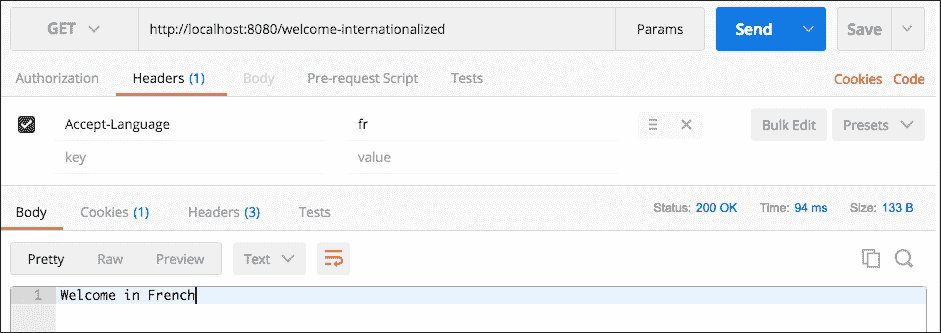 GET http://localhost:8080/welcome-internationalized Params Send Save
Authorization Headers (1) Body Pre-request Script Tests Cookies Code
Accept-Language fr Bulk Edit Presets
key value
Body Cookies (1) Headers (3) Tests Status: 200 OK Time: 94 ms Size: 133 B
Pretty Raw Preview Text
1 Welcome in French